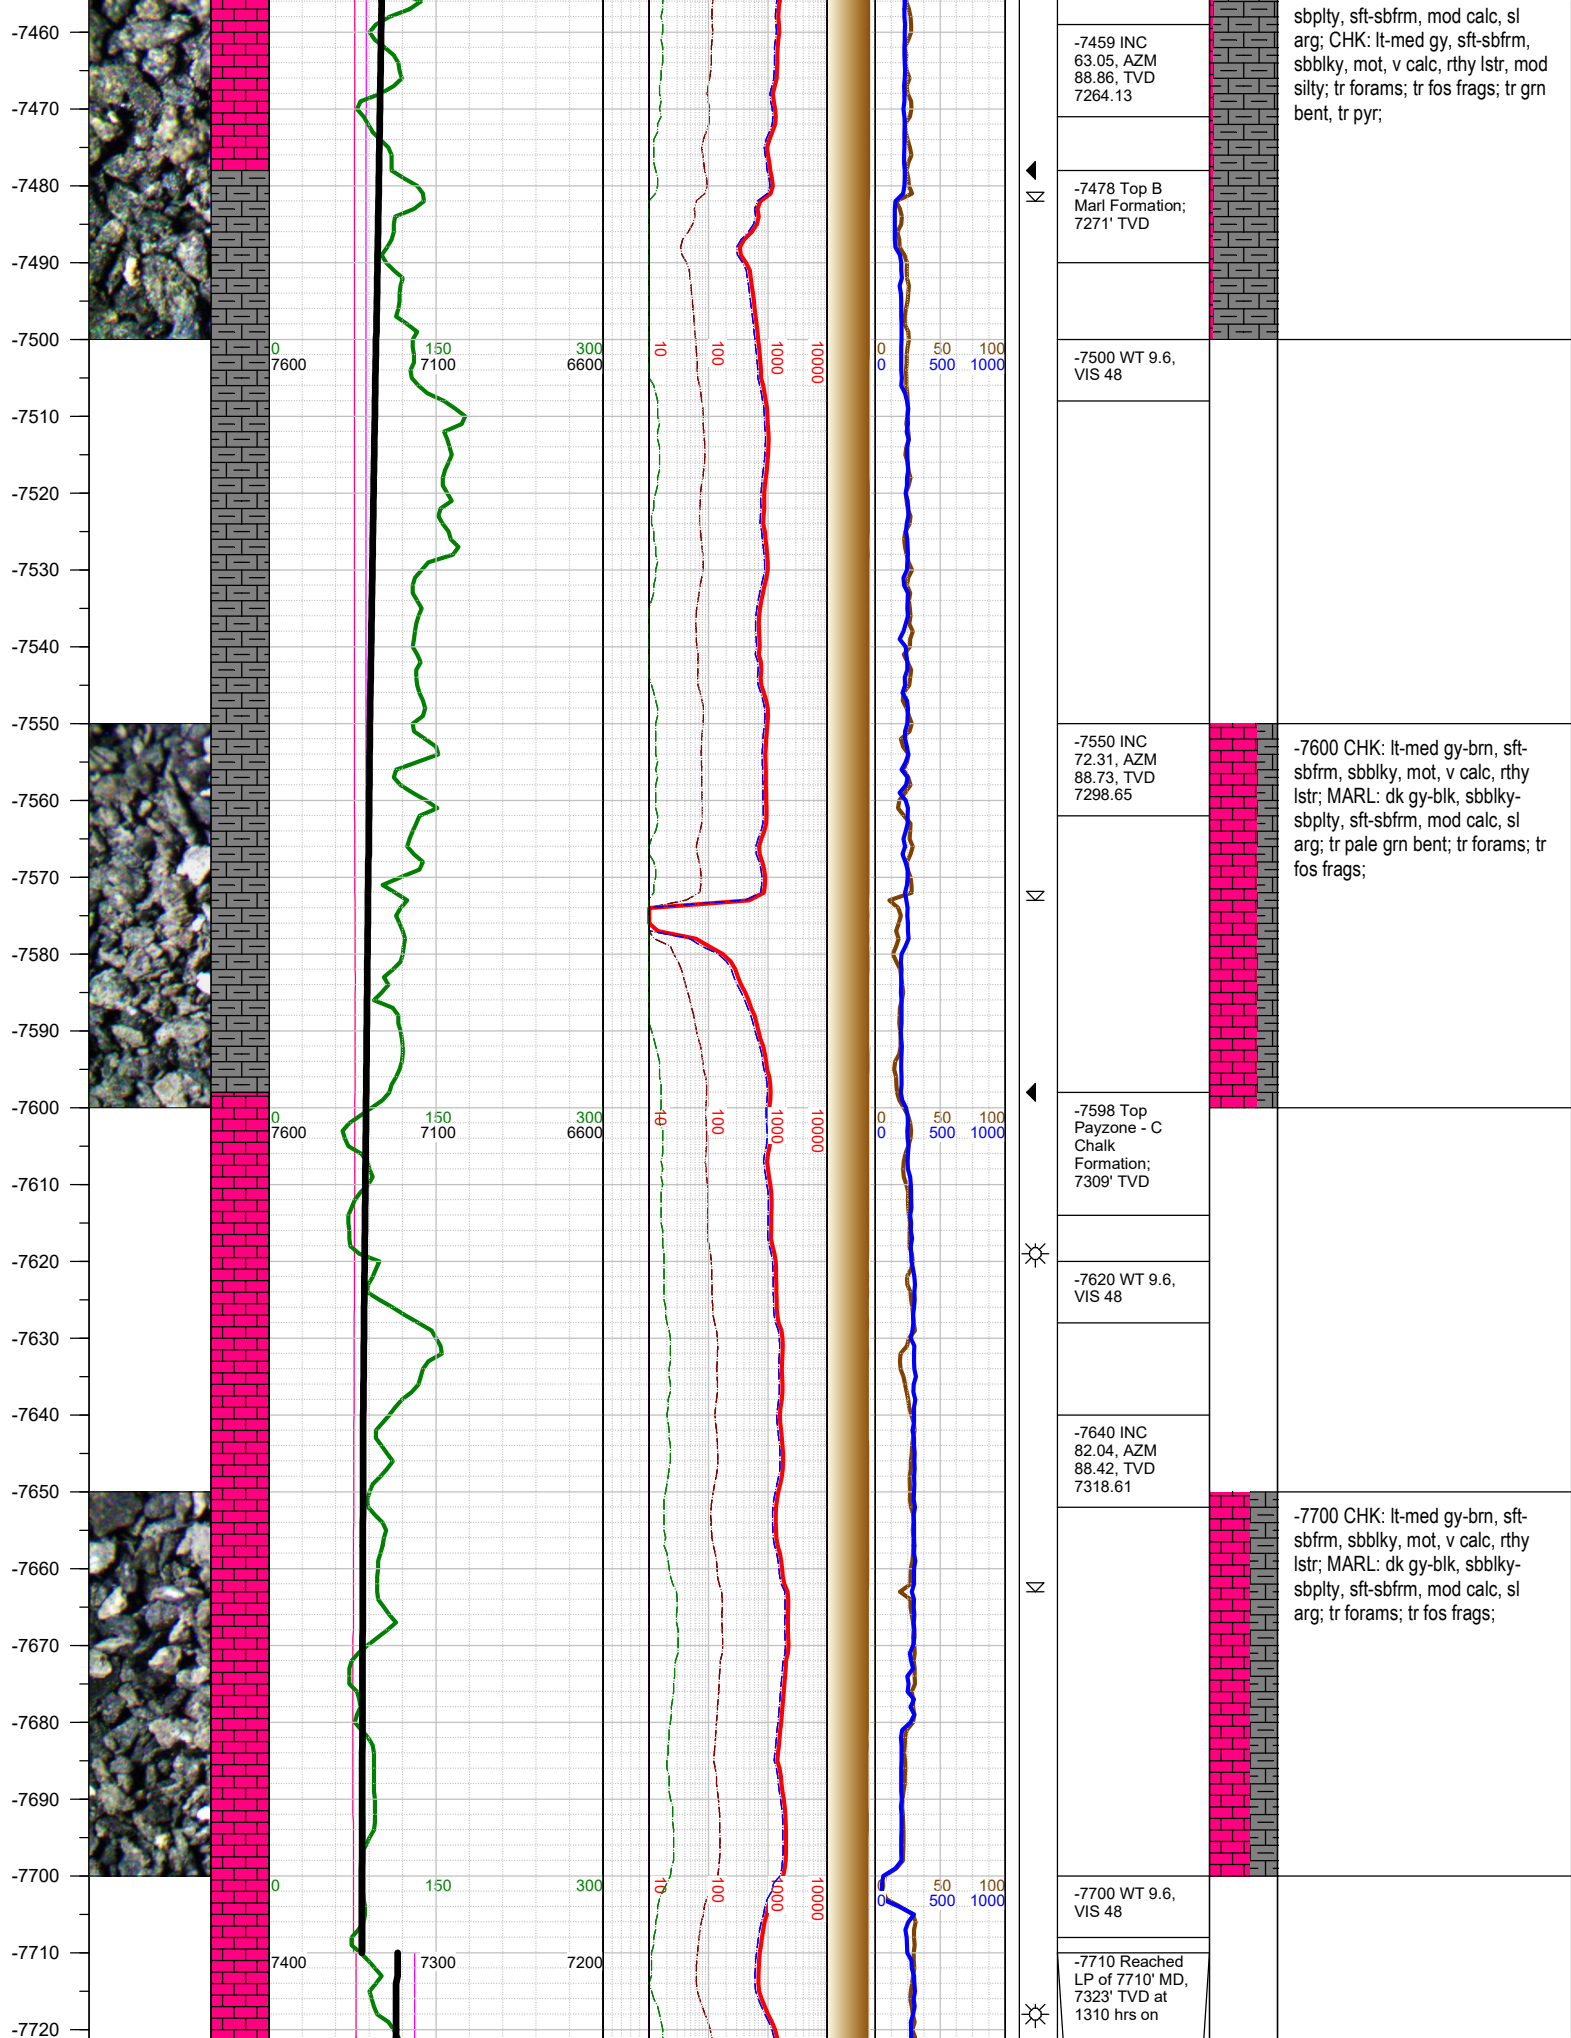 sbplty, sft-sbfrm, mod calc, sl
arg; CHK: lt-med gy, sft-sbfrm,
sbblky, mot, v calc, rthy lstr, mod
silty; tr forams; tr fos frags; tr grn
bent, tr pyr;
-7460
-7459 INC
63.05, AZM
88.86, TVD
7264.13
-7470
-7480
-7478 Top B
Marl Formation;
7271' TVD
-7490
-7500
0 150 300
7600 7100 6600
10 100 1000 10000
0 50 100
0 500 1000
-7500 WT 9.6,
VIS 48
-7510
-7520
-7530
-7540
-7550
-7550 INC
72.31, AZM
88.73, TVD
7298.65
-7600 CHK: lt-med gy-brn, sft-
sbfrm, sbblky, mot, v calc, rthy
lstr; MARL: dk gy-blk, sbblky-
sbplty, sft-sbfrm, mod calc, sl
arg; tr pale grn bent; tr forams; tr
fos frags;
-7560
-7570
-7580
-7590
-7600
0 150 300
7600 7100 6600
10 100 1000 10000
0 50 100
0 500 1000
-7598 Top
Payzone - C
Chalk
Formation;
7309' TVD
-7610
-7620
-7620 WT 9.6,
VIS 48
-7630
-7640
-7640 INC
82.04, AZM
88.42, TVD
7318.61
-7650
-7700 CHK: lt-med gy-brn, sft-
sbfrm, sbblky, mot, v calc, rthy
lstr; MARL: dk gy-blk, sbblky-
sbplty, sft-sbfrm, mod calc, sl
arg; tr forams; tr fos frags;
-7660
-7670
-7680
-7690
-7700
0 150 300
10 100 1000 10000
0 50 100
0 500 1000
-7700 WT 9.6,
VIS 48
-7710
7400 7300 7200
-7710 Reached
LP of 7710' MD,
7323' TVD at
1310 hrs on
-7720